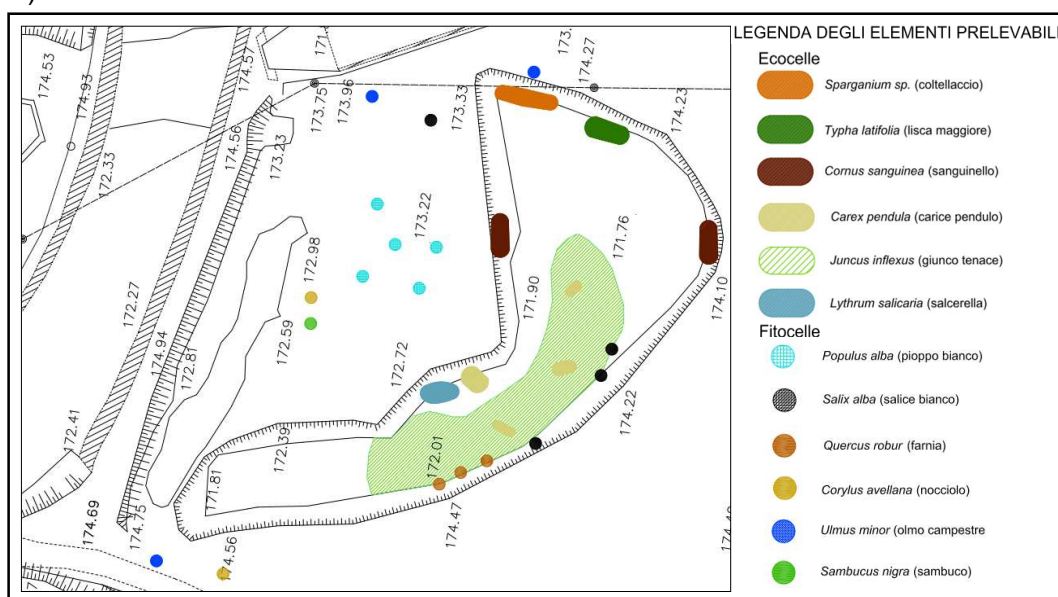 LEGENDA DEGLI ELEMENTI PRELEVABILI
Ecocelle
Sparganium sp. (coltellaccio)
Typha latifolia (lisca maggiore)
Cornus sanguinea (sanguinello)
Carex pendula (carice pendulo)
Juncus inflexus (giunco tenace)
Lythrum salicaria (salcerella)
Fitocelle
Populus alba (pioppo bianco)
Salix alba (salice bianco)
Quercus robur (farnia)
Corylus avellana (nocciolo)
Ulmus minor (olmo campestre
Sambucus nigra (sambuco)
174.53
174.93
172.33
174.57
174.56
173.23
173.75
173.96
173.33
174.27
174.23
173.22
171.76
172.98
172.59
171.90
174.10
172.27
174.94
172.81
172.72
174.22
172.41
172.39
172.01
171.81
174.47
174.69
174.75
174.56